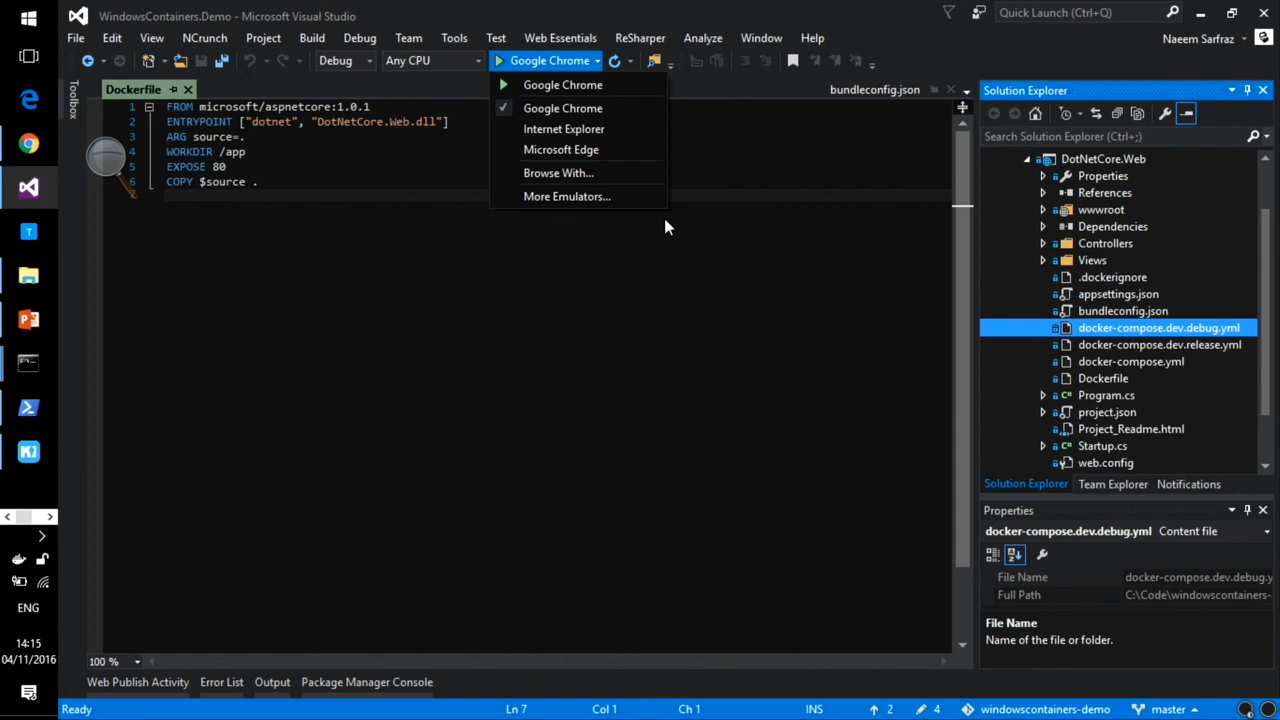 WindowsContainers.Demo - Microsoft Visual Studio
Quick Launch (Ctrl+Q)
File Edit View NCrunch Project Build Debug Team Tools Test Web Essentials ReSharper Analyze Window Help
Naeem Sarfraz
Debug Any CPU Google Chrome
Toolbox
Dockerfile
bundleconfig.json
1 FROM microsoft/aspnetcore:1.0.1
2 ENTRYPOINT ["dotnet", "DotNetCore.Web.dll"]
3 ARG source=.
4 WORKDIR /app
5 EXPOSE 80
6 COPY $source .
Google Chrome
Google Chrome
Internet Explorer
Microsoft Edge
Browse With...
More Emulators...
Solution Explorer
Search Solution Explorer (Ctrl+;)
DotNetCore.Web
Properties
References
wwwroot
Dependencies
Controllers
Views
.dockerignore
appsettings.json
bundleconfig.json
docker-compose.dev.debug.yml
docker-compose.dev.release.yml
docker-compose.yml
Dockerfile
Program.cs
project.json
Project_Readme.html
Startup.cs
web.config
Solution Explorer Team Explorer Notifications
Properties
docker-compose.dev.debug.yml Content file
File Name docker-compose.dev.debug.y
Full Path C:\Code\windowscontainers-
File Name
Name of the file or folder.
100 %
Web Publish Activity Error List Output Package Manager Console
Ready Ln 7 Col 1 Ch 1 INS 2 4 windowscontainers-demo master
ENG
14:15
04/11/2016